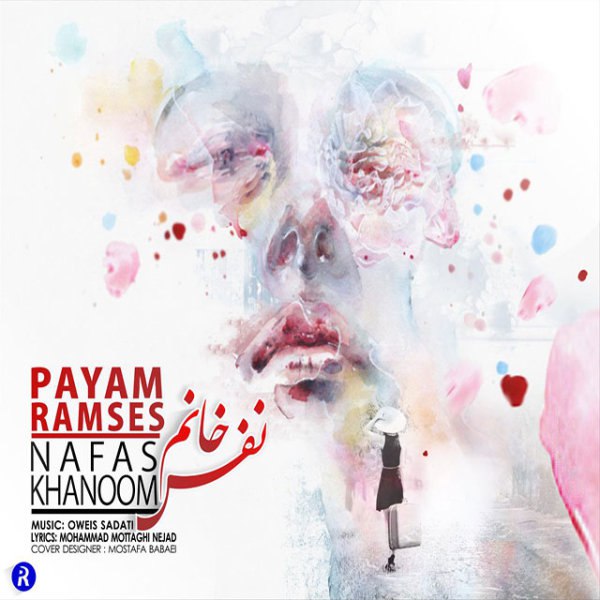 PAYAM
RAMSES
نفس خانم
NAFAS
KHANOOM
MUSIC: OWEIS SADATI
LYRICS: MOHAMMAD MOTTAGHI NEJAD
COVER DESIGNER : MOSTAFA BABAEI
R